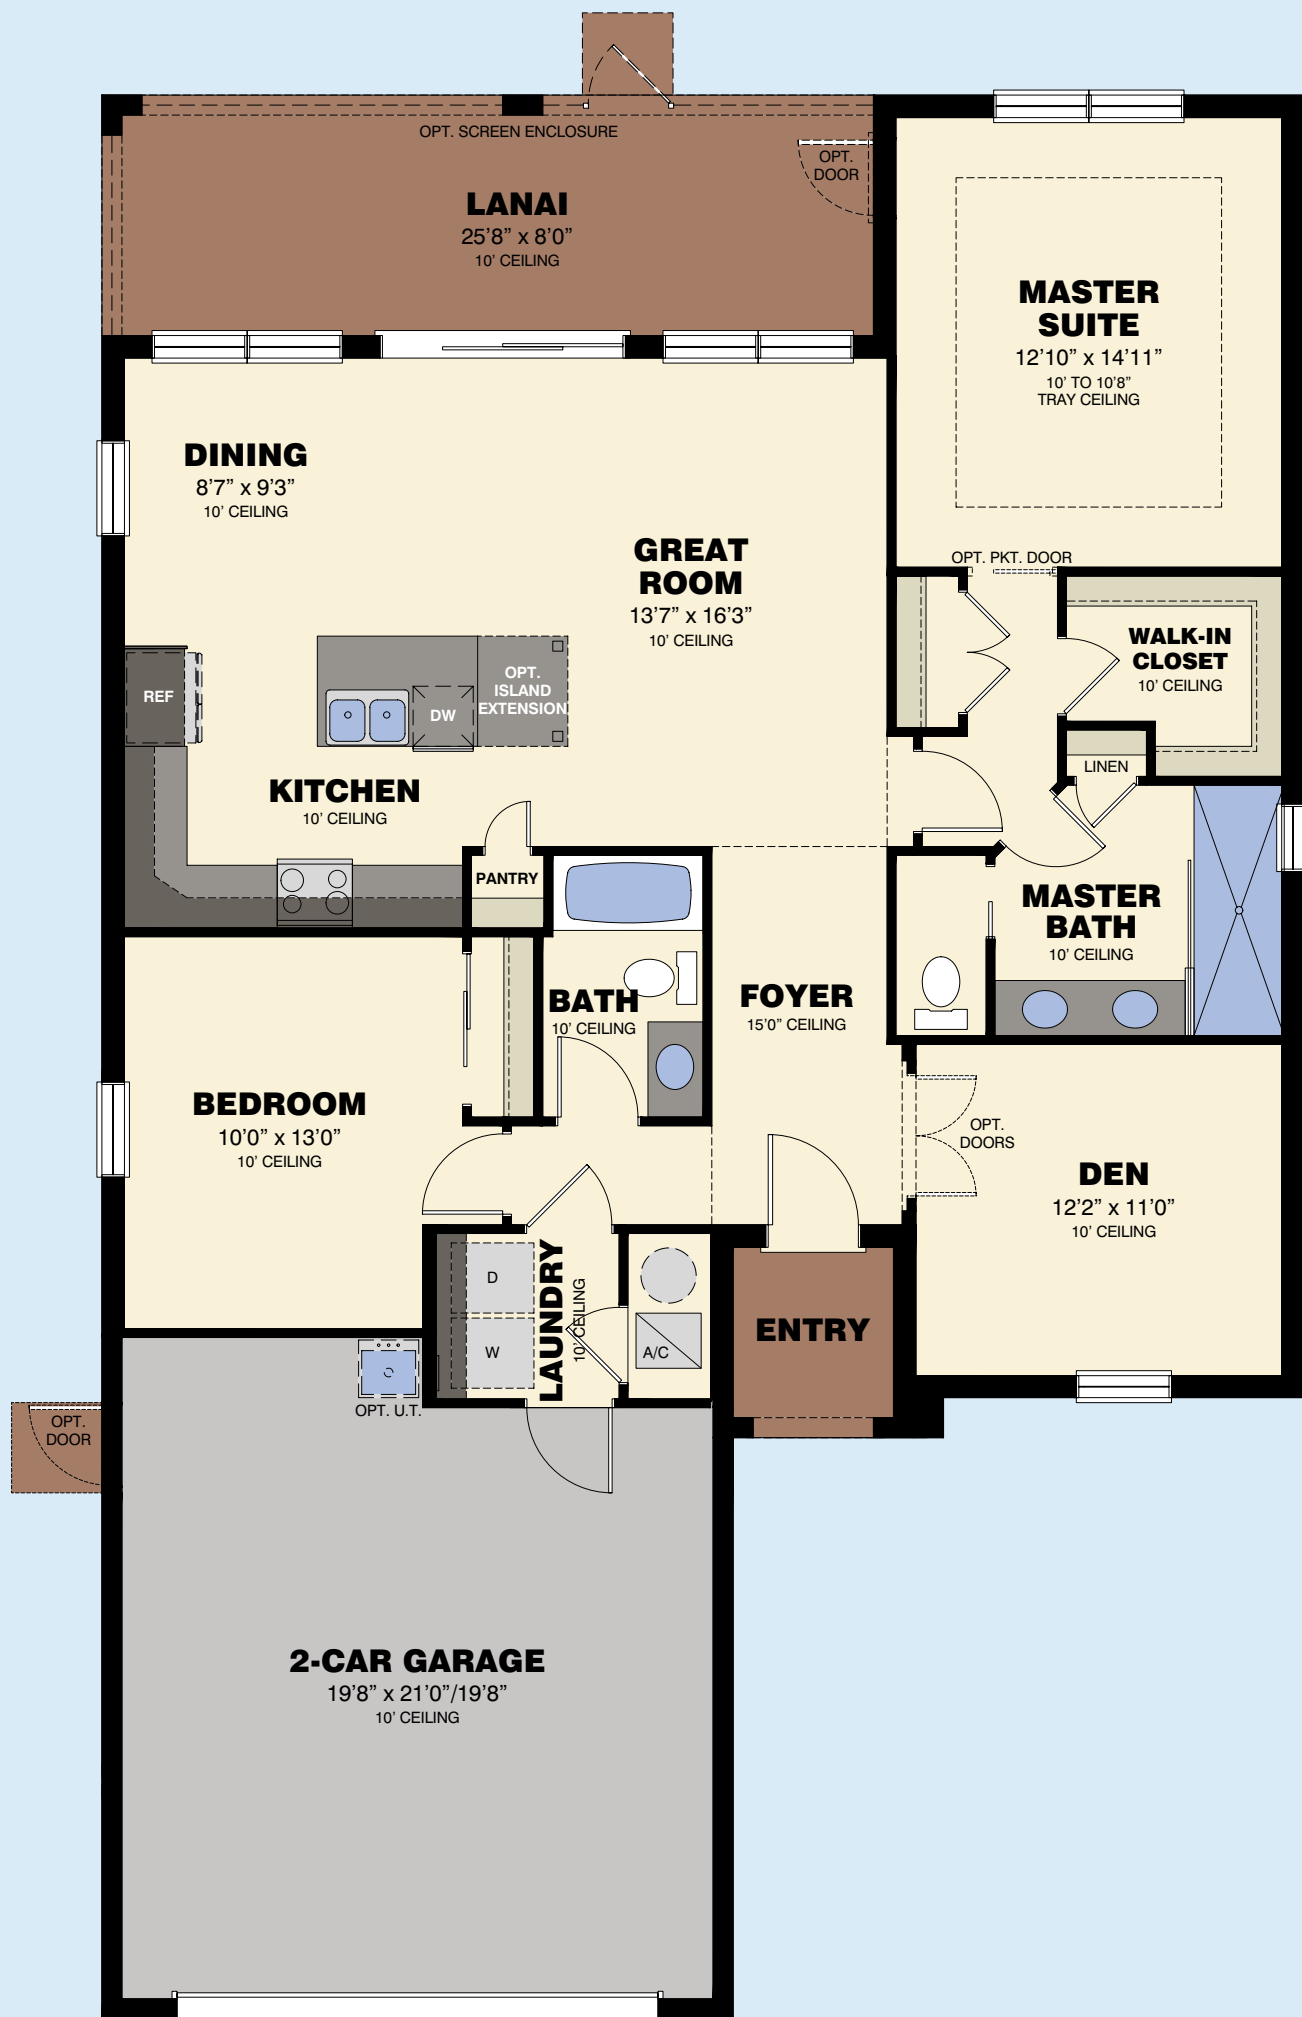 OPT. SCREEN ENCLOSURE
OPT.
DOOR
LANAI
25’8” x 8’0”
10’ CEILING
MASTER
SUITE
12’10” x 14’11”
10’ TO 10’8”
TRAY CEILING
DINING
8’7” x 9’3”
10’ CEILING
GREAT
ROOM
13’7” x 16’3”
10’ CEILING
OPT. PKT. DOOR
WALK-IN
CLOSET
10’ CEILING
REF
OPT.
ISLAND
EXTENSION
DW
LINEN
KITCHEN
10’ CEILING
PANTRY
MASTER
BATH
10’ CEILING
BATH
10’ CEILING
FOYER
15’0” CEILING
BEDROOM
10’0” x 13’0”
10’ CEILING
OPT.
DOORS
DEN
12’2” x 11’0”
10’ CEILING
D
W
LAUNDRY
10’ CEILING
A/C
ENTRY
OPT. U.T.
OPT.
DOOR
2-CAR GARAGE
19’8” x 21’0”/19’8”
10’ CEILING